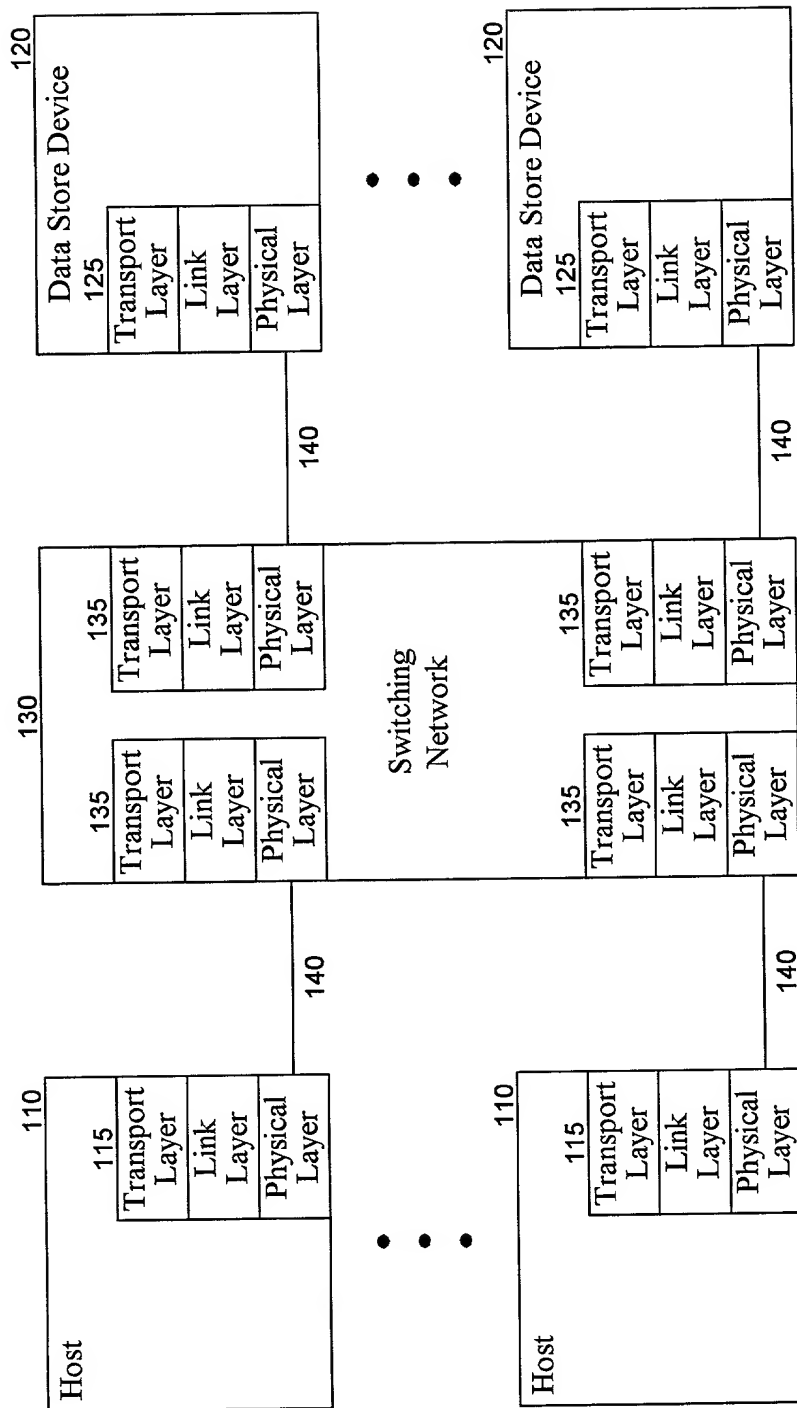 Host
110
115
Transport
Layer
Link
Layer
Physical
Layer
140
130
135
Transport
Layer
Link
Layer
Physical
Layer
135
Transport
Layer
Link
Layer
Physical
Layer
140
120
Data Store Device
125
Transport
Layer
Link
Layer
Physical
Layer
Switching
Network
Host
110
115
Transport
Layer
Link
Layer
Physical
Layer
140
135
Transport
Layer
Link
Layer
Physical
Layer
135
Transport
Layer
Link
Layer
Physical
Layer
140
120
Data Store Device
125
Transport
Layer
Link
Layer
Physical
Layer